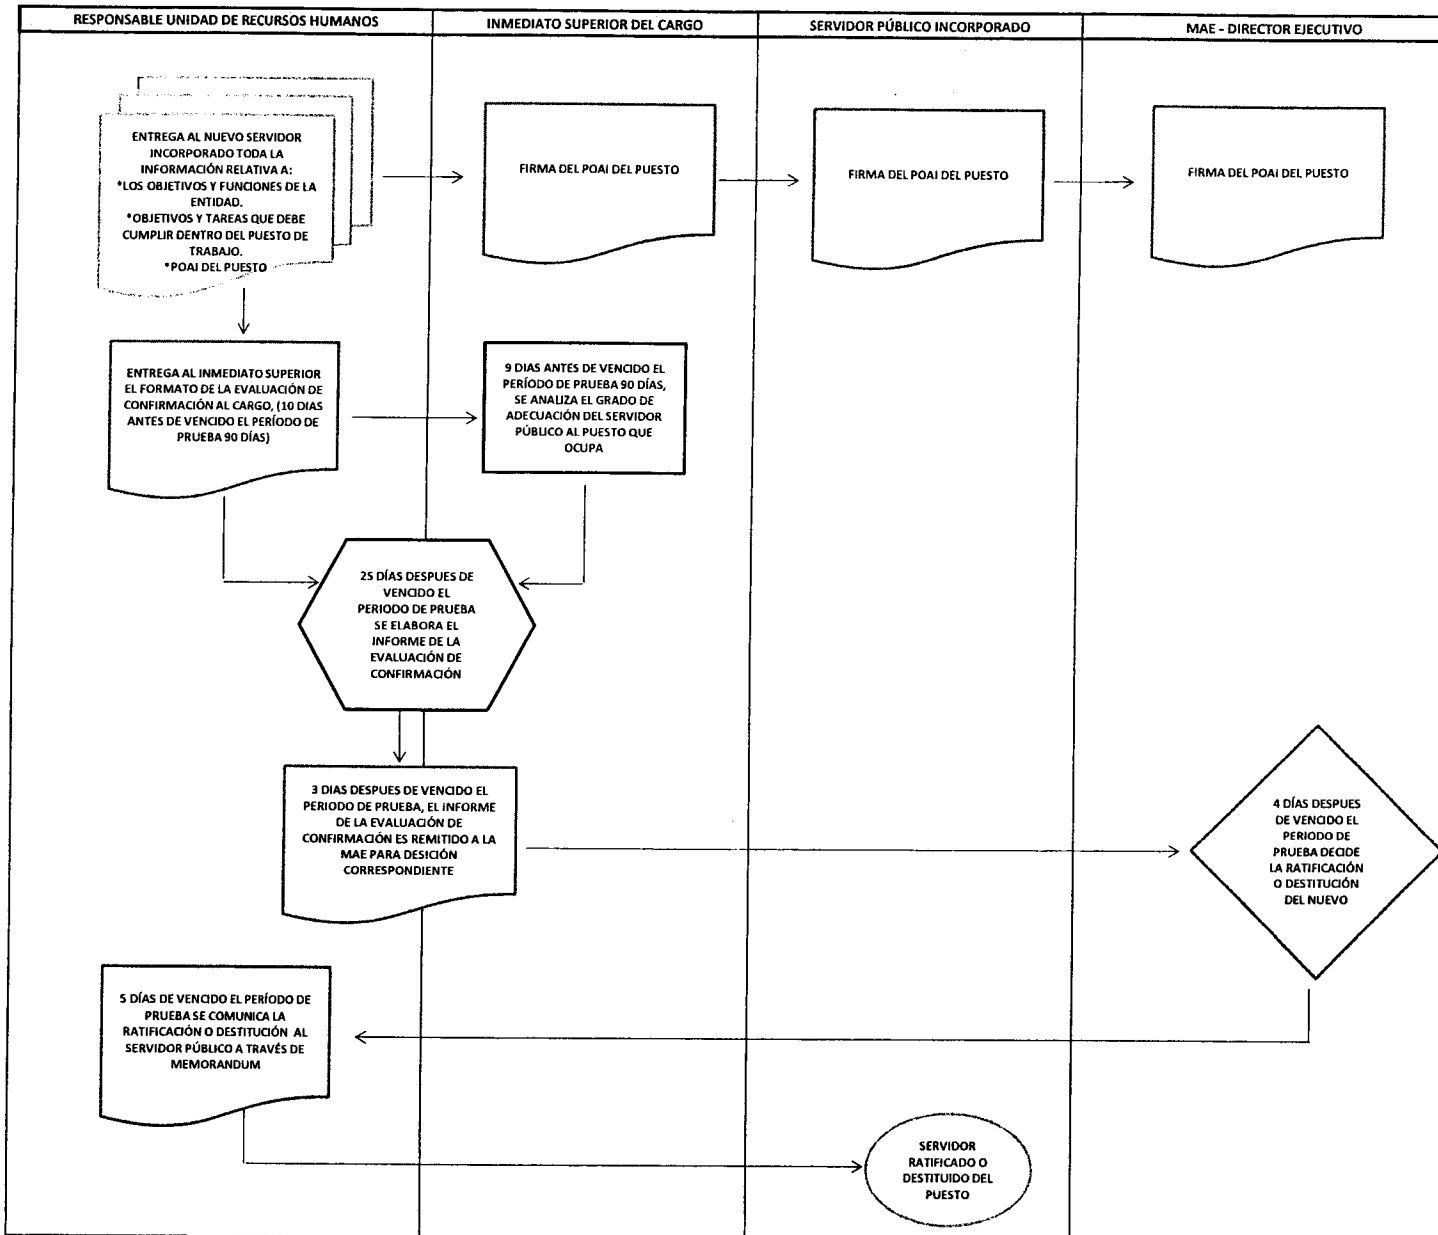 RESPONSABLE UNIDAD DE RECURSOS HUMANOS
INMEDIATO SUPERIOR DEL CARGO
SERVIDOR PÚBLICO INCORPORADO
MAE - DIRECTOR EJECUTIVO
ENTREGA AL NUEVO SERVIDOR
INCORPORADO TODA LA
INFORMACIÓN RELATIVA A:
*LOS OBJETIVOS Y FUNCIONES DE LA
ENTIDAD.
*OBJETIVOS Y TAREAS QUE DEBE
CUMPLIR DENTRO DEL PUESTO DE
TRABAJO.
*POAI DEL PUESTO
FIRMA DEL POAI DEL PUESTO
FIRMA DEL POAI DEL PUESTO
FIRMA DEL POAI DEL PUESTO
ENTREGA AL INMEDIATO SUPERIOR
EL FORMATO DE LA EVALUACIÓN DE
CONFIRMACIÓN AL CARGO, (10 DIAS
ANTES DE VENCIDO EL PERÍODO DE
PRUEBA 90 DÍAS)
9 DIAS ANTES DE VENCIDO EL
PERÍODO DE PRUEBA 90 DÍAS,
SE ANALIZA EL GRADO DE
ADECUACIÓN DEL SERVIDOR
PÚBLICO AL PUESTO QUE
OCUPA
25 DÍAS DESPUES DE
VENCIDO EL
PERIODO DE PRUEBA
SE ELABORA EL
INFORME DE LA
EVALUACIÓN DE
CONFIRMACIÓN
3 DIAS DESPUES DE VENCIDO EL
PERIODO DE PRUEBA, EL INFORME
DE LA EVALUACIÓN DE
CONFIRMACIÓN ES REMITIDO A LA
MAE PARA DESICIÓN
CORRESPONDIENTE
4 DÍAS DESPUES
DE VENCIDO EL
PERIODO DE
PRUEBA DECIDE
LA RATIFICACIÓN
O DESTITUCIÓN
DEL NUEVO
5 DÍAS DE VENCIDO EL PERÍODO DE
PRUEBA SE COMUNICA LA
RATIFICACIÓN O DESTITUCIÓN AL
SERVIDOR PÚBLICO A TRAVÉS DE
MEMORANDUM
SERVIDOR
RATIFICADO O
DESTITUIDO DEL
PUESTO